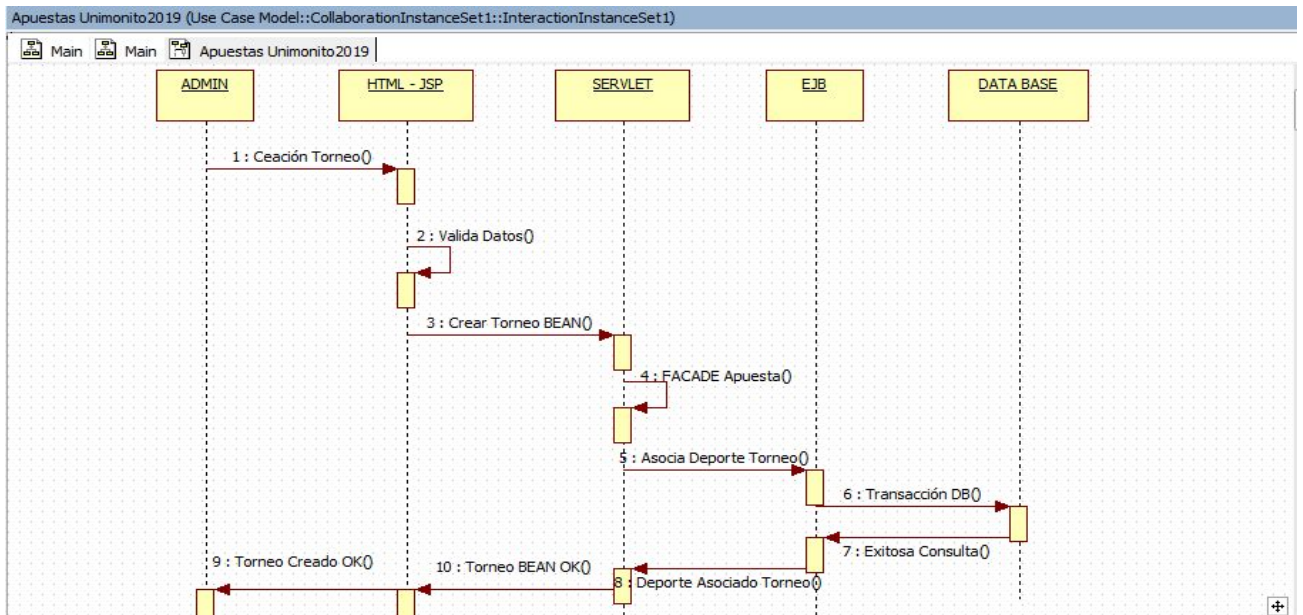 Apuestas Unimonito2019 (Use Case Model::CollaborationInstanceSet1::InteractionInstanceSet1)
Main Main Apuestas Unimonito2019
ADMIN HTML - JSP SERVLET EJB DATA BASE
1 : Ceación Torneo()
2 : Valida Datos()
3 : Crear Torneo BEAN()
4 : FACADE Apuesta()
5 : Asocia Deporte Torneo()
6 : Transacción DB()
7 : Exitosa Consulta()
9 : Torneo Creado OK()
10 : Torneo BEAN OK()
8 : Deporte Asociado Torneo()